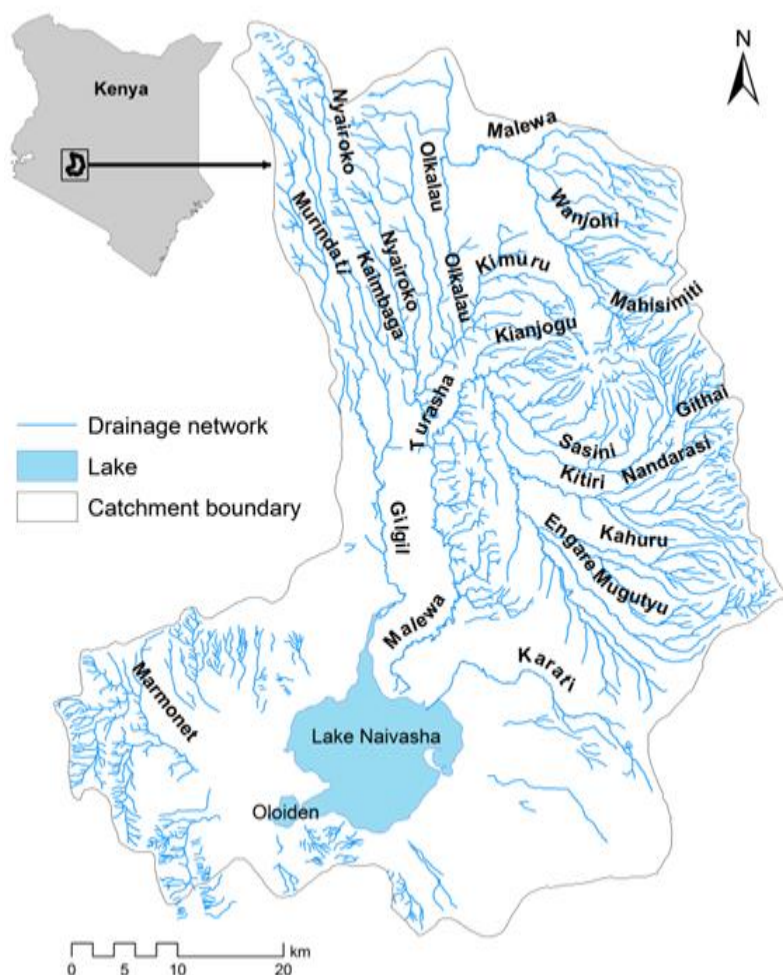 Kenya
N
Malewa
Nyairoko
Olkalau
Wanjohi
Murindati
Kaimbaga
Nyairoko
Olkalau
Kimuru
Mahisimiti
Kianjogu
Turasha
Githai
Sasini
Kitiri
Nandarasi
Drainage network
Lake
Catchment boundary
Gilgil
Kahuru
Engare Mugutyu
Malewa
Karati
Marmonet
Lake Naivasha
Oloiden
km
0 5 10 20